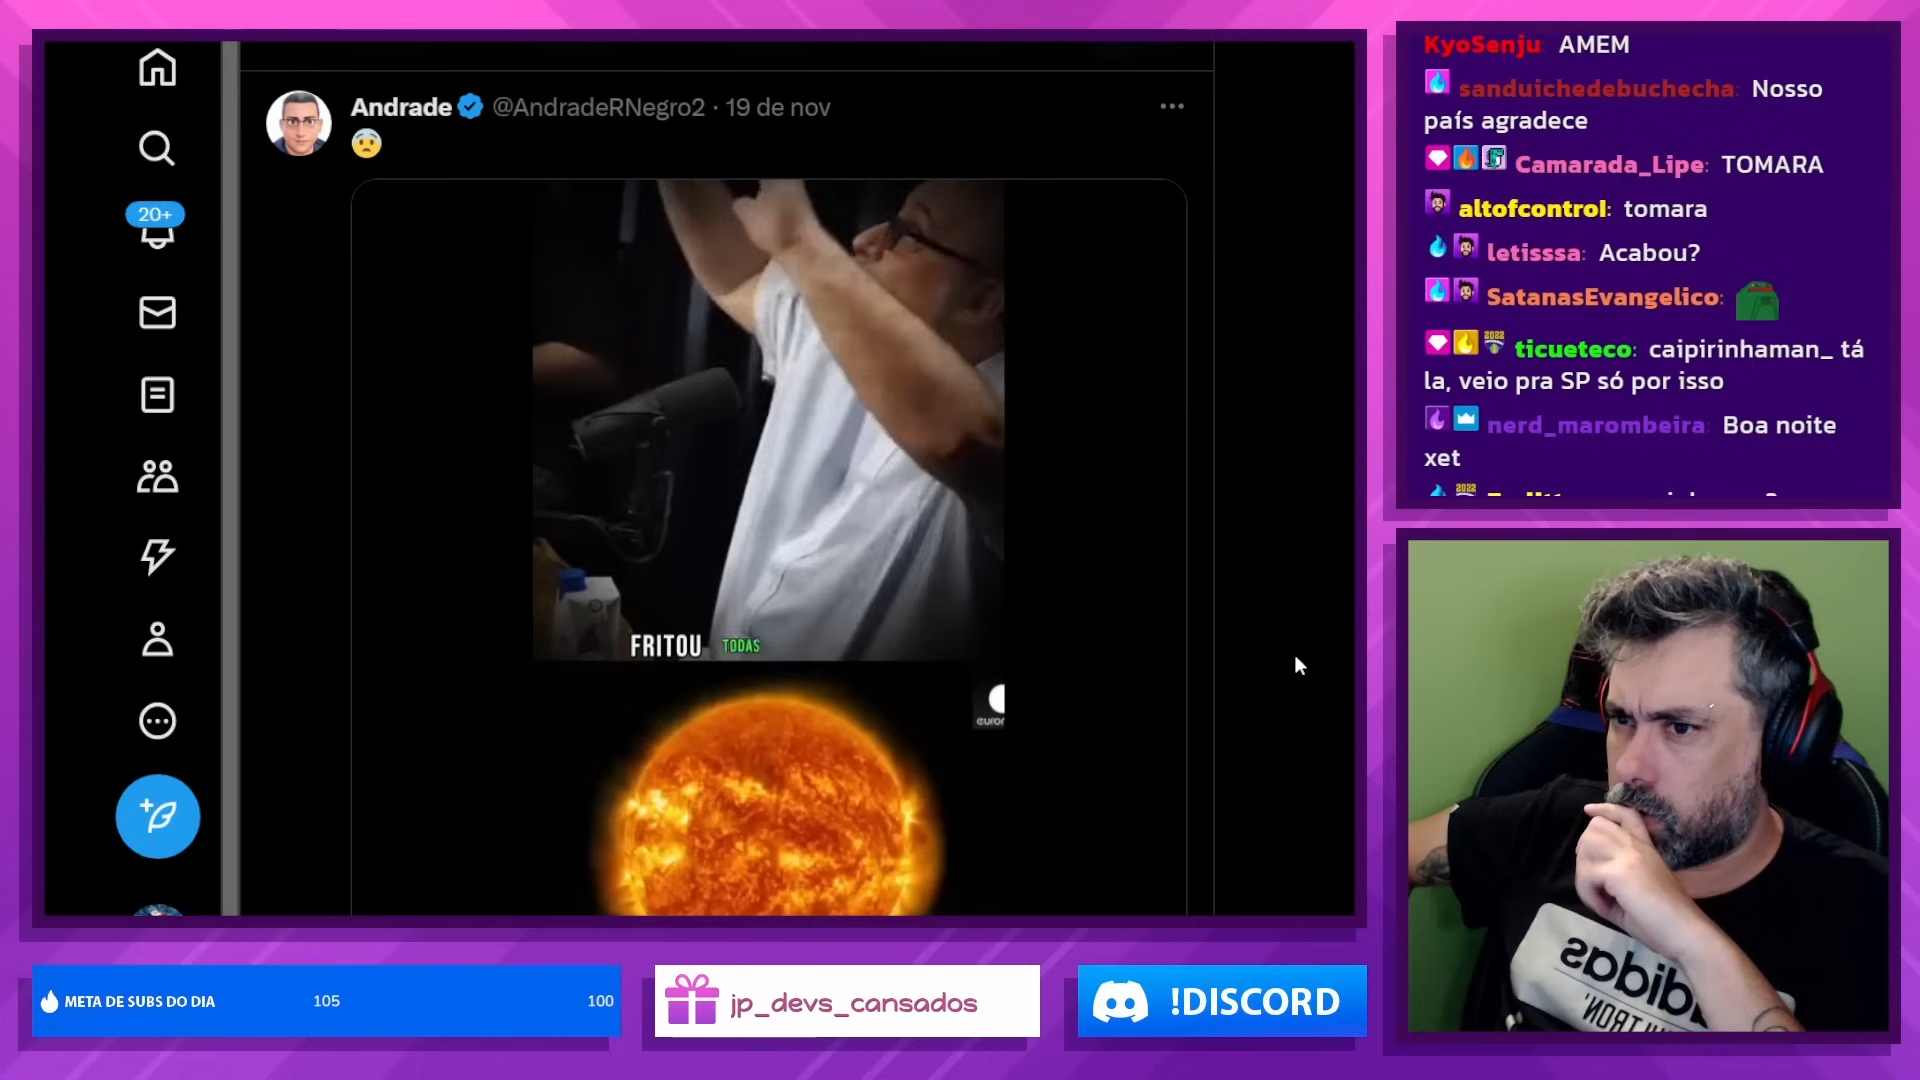 Andrade @AndradeRNegro2 · 19 de nov
20+
FRITOU TODAS
KyoSenju: AMEM
sanduichedebuchecha: Nosso
país agradece
Camarada_Lipe: TOMARA
altofcontrol: tomara
letisssa: Acabou?
SatanasEvangelico:
ticueteco: caipirinhaman_ tá
la, veio pra SP só por isso
nerd_marombeira: Boa noite
xet
adidas
META DE SUBS DO DIA 105 100
jp_devs_cansados
!DISCORD